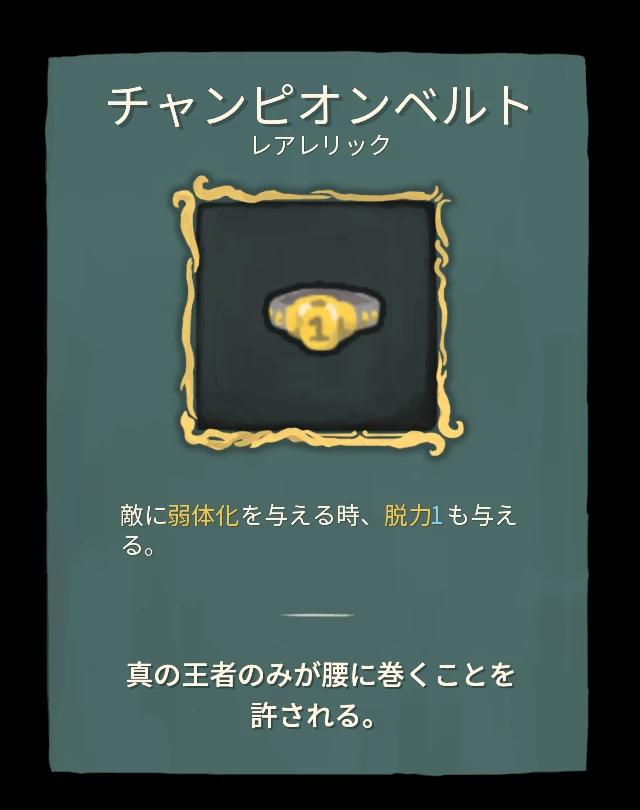 チャンピオンベルト
レアレリック
1
敵に弱体化を与える時、脱力1も与え
る。
真の王者のみが腰に巻くことを
許される。